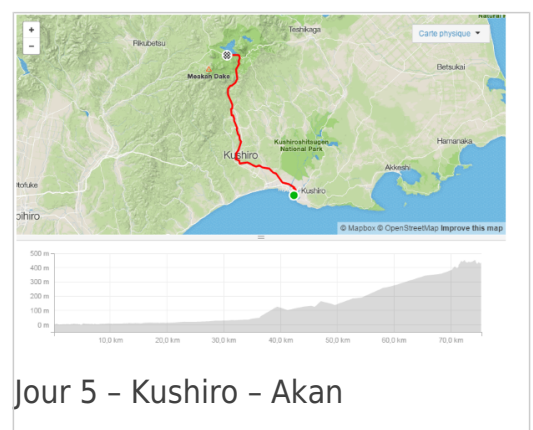 +
Pikubetsu
Teshikaga
Carte physique
-
Betsukai
Meakan Dake
Kushiroshitsugen
National Park
Hamanaka
Kushiro
Akkeshi
Kushiro
© Mapbox © OpenStreetMap Improve this map
500 m
400 m
300 m
200 m
100 m
0 m
10,0 km
20,0 km
30,0 km
40,0 km
50,0 km
60,0 km
70,0 km
Jour 5 – Kushiro – Akan